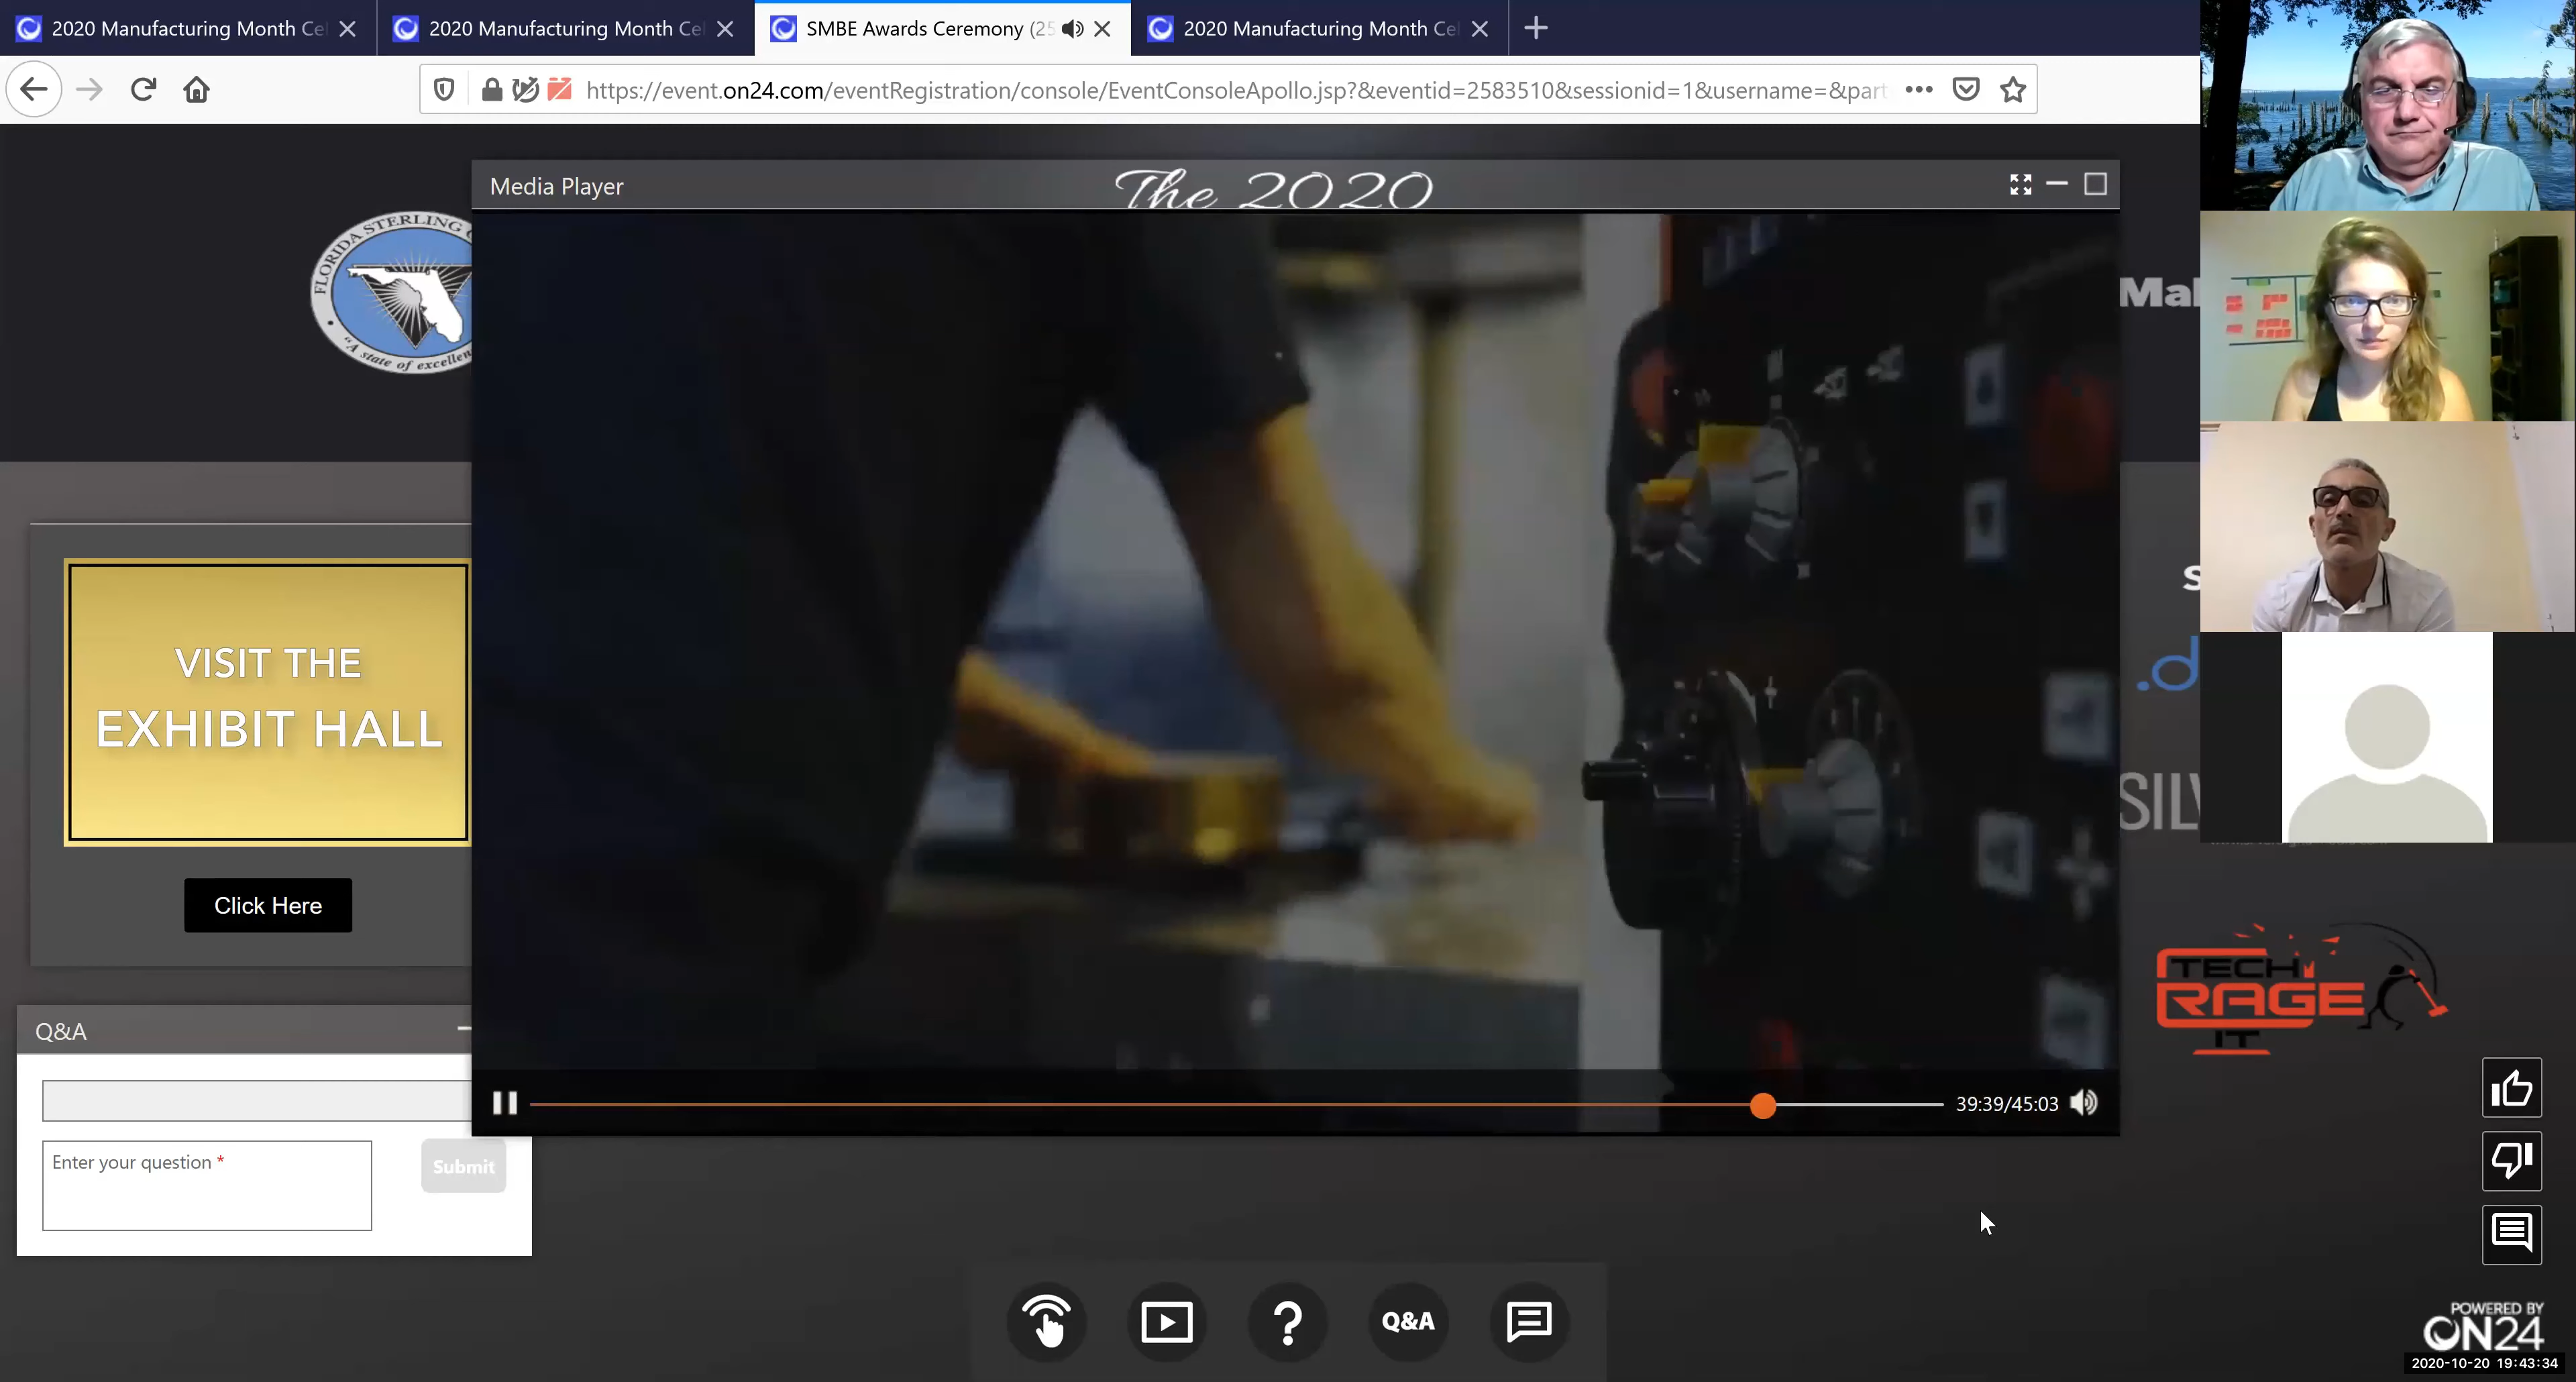 2020 Manufacturing Month Ce
2020 Manufacturing Month Ce
SMBE Awards Ceremony (25
2020 Manufacturing Month Ce
https://event.on24.com/eventRegistration/console/EventConsoleApollo.jsp?&eventid=2583510&sessionid=1&username=&part
Media Player
The 2020
FLORIDA STERLING C
"A state of excellen
Mal
s
.d
SILV
VISIT THE
EXHIBIT HALL
Click Here
TECH
RAGE
IT
Q&A
39:39/45:03
Enter your question *
Submit
Q&A
POWERED BY
ON24
2020-10-20 19:43:34